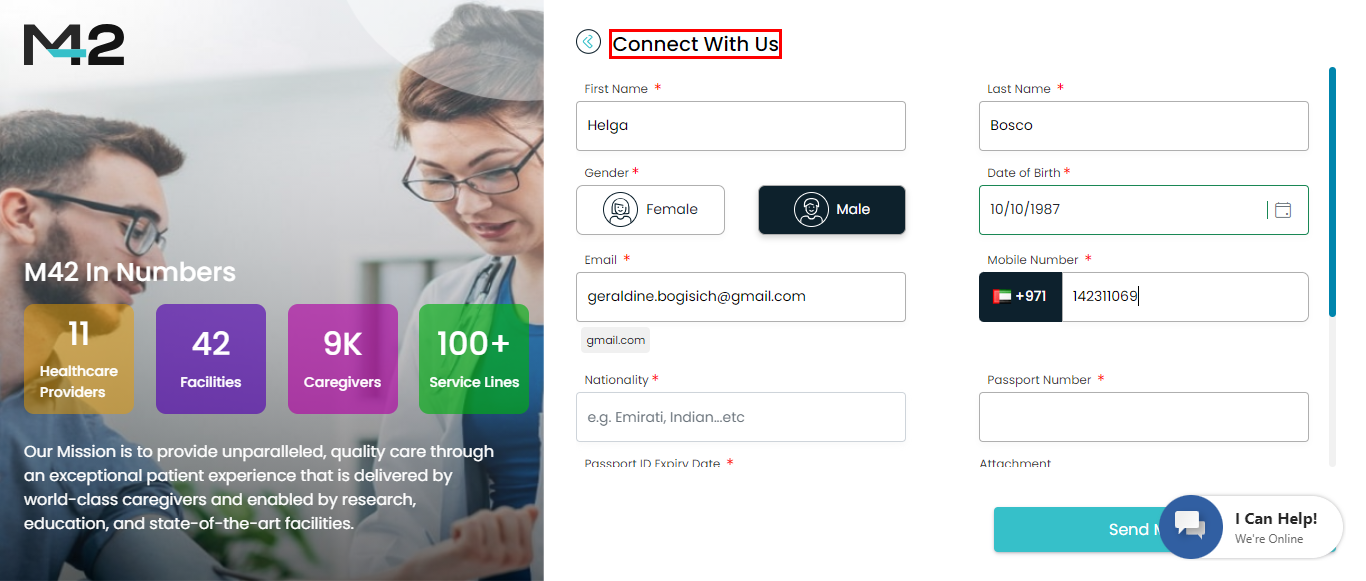 M42
M42 In Numbers
11
Healthcare
Providers
42
Facilities
9K
Caregivers
100+
Service Lines
Our Mission is to provide unparalleled, quality care through
an exceptional patient experience that is delivered by
world-class caregivers and enabled by research,
education, and state-of-the-art facilities.
Connect With Us
First Name *
Last Name *
Helga
Bosco
Gender *
Date of Birth *
Female
Male
10/10/1987
Email *
Mobile Number *
geraldine.bogisich@gmail.com
+971
142311069
gmail.com
Nationality *
Passport Number *
e.g. Emirati, Indian...etc
Passport ID Expiry Date *
Attachment
Send
I Can Help!
We're Online